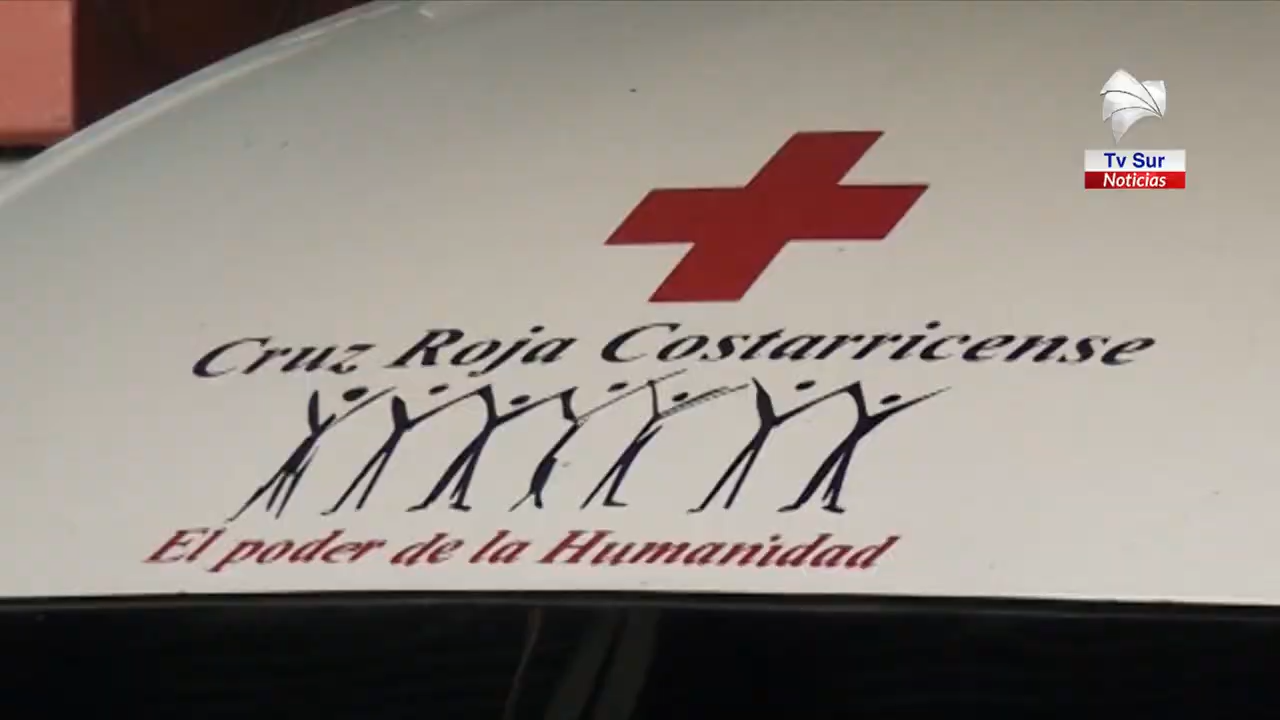 Tv Sur
Noticias
Cruz Roja Costarricense
El poder de la Humanidad